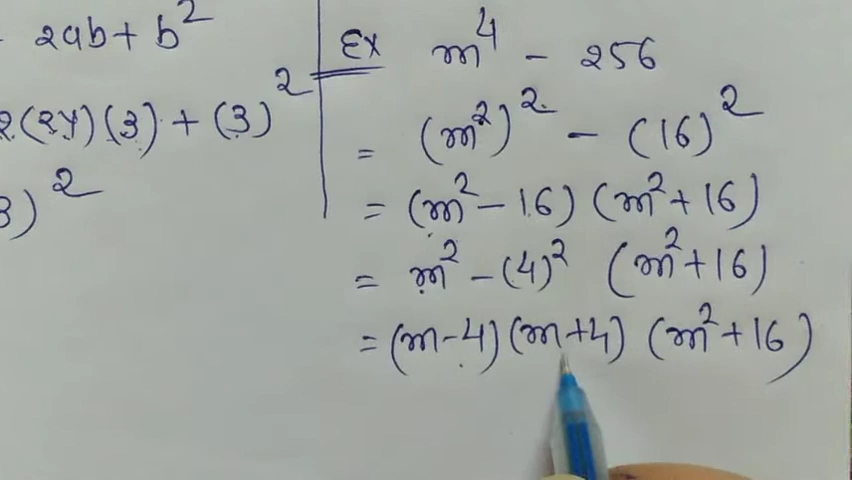 2ab + b²
2(2y)(3) + (3)²
3)²
Ex m⁴ - 256
= (m²)² - (16)²
= (m² - 16) (m² + 16)
= m² - (4)² (m² + 16)
= (m - 4) (m + 4) (m² + 16)